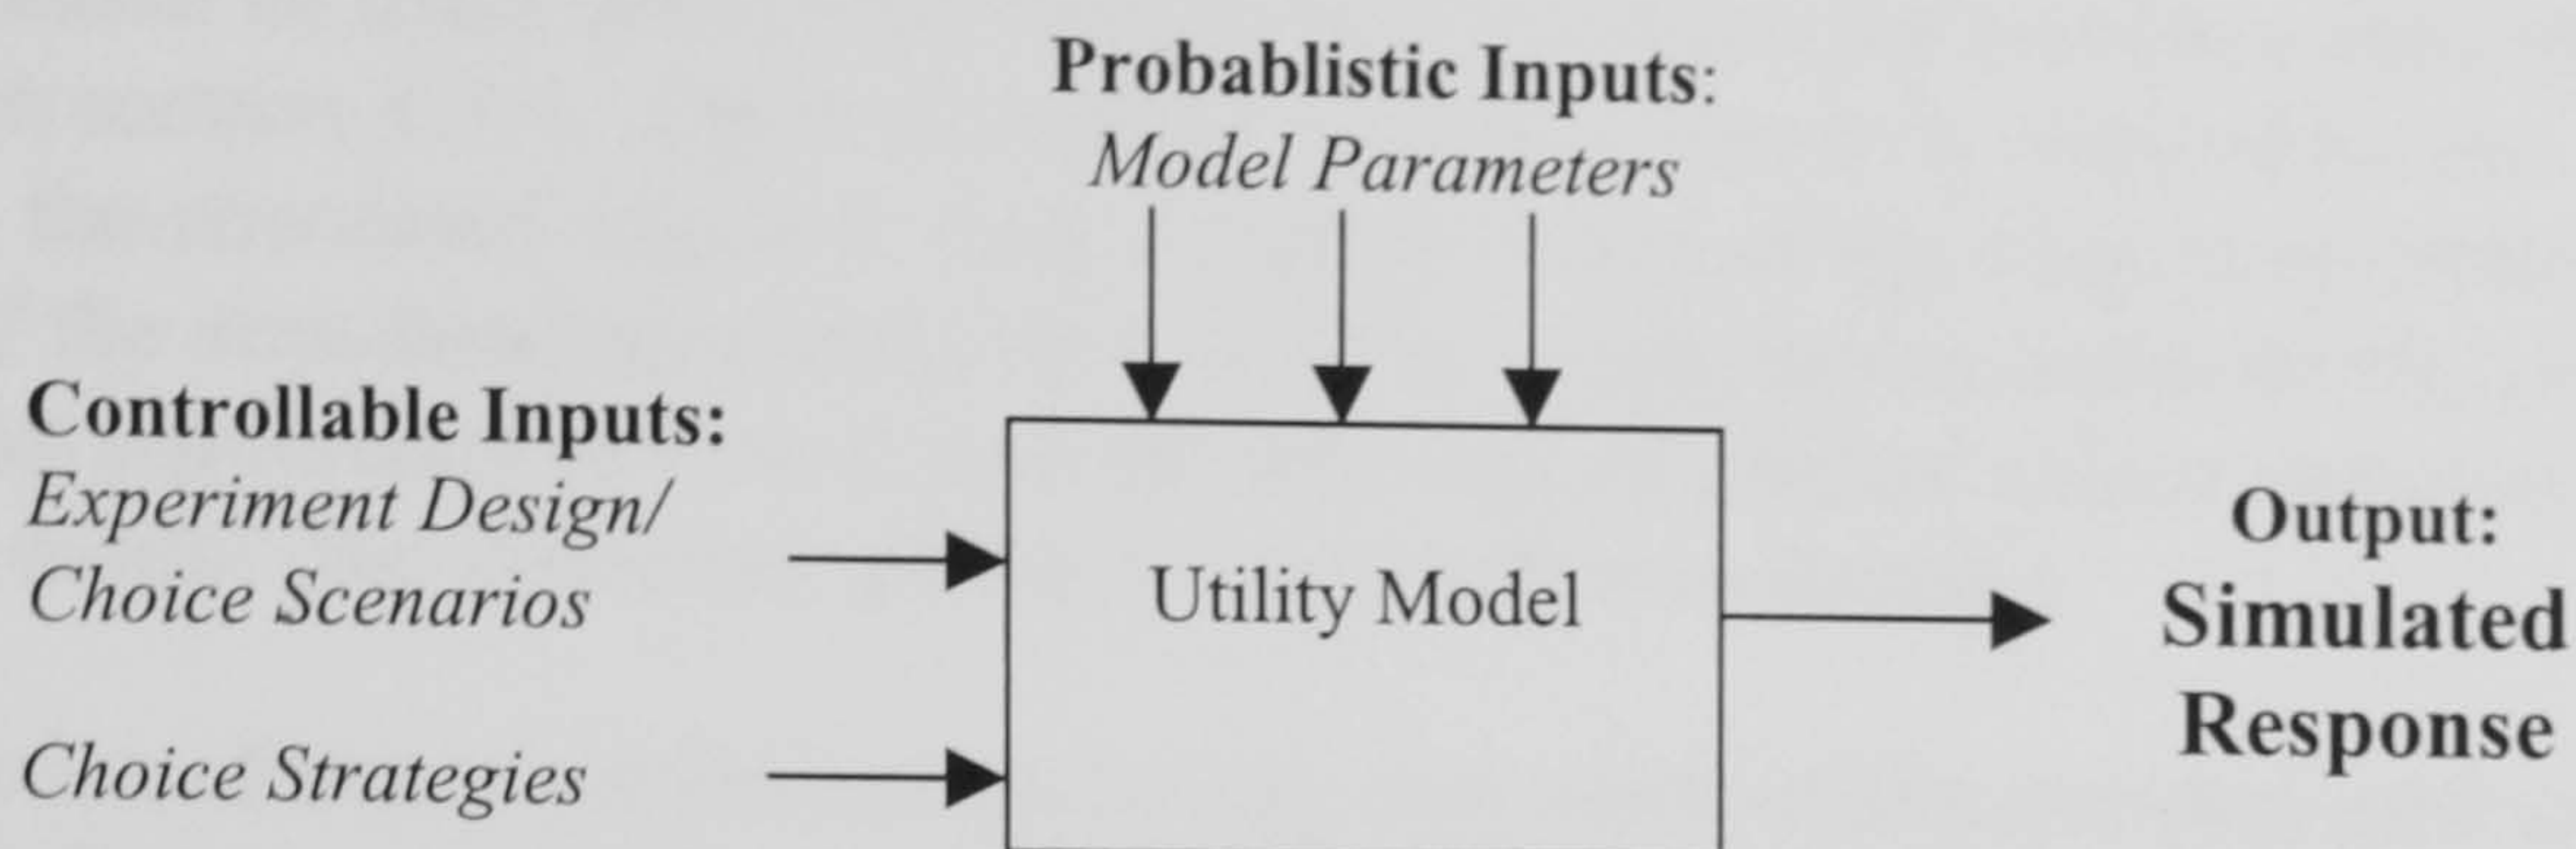 Probablistic Inputs:
Model Parameters
Controllable Inputs:
Experiment Design/
Choice Scenarios
Choice Strategies
Utility Model
Output:
Simulated
Response